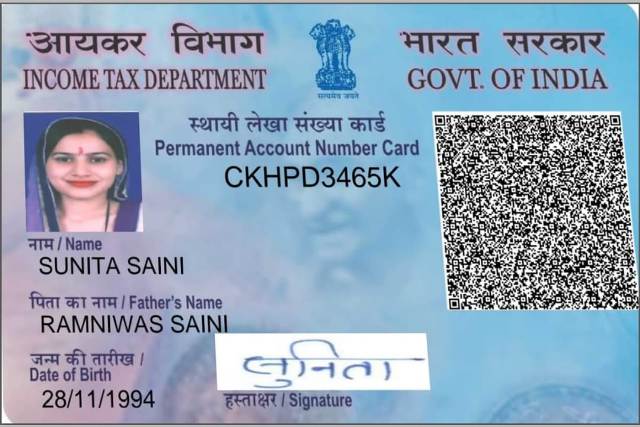 आयकर विभाग
INCOME TAX DEPARTMENT
सत्यमेव जयते
भारत सरकार
GOVT. OF INDIA
स्थायी लेखा संख्या कार्ड
Permanent Account Number Card
CKHPD3465K
नाम / Name
SUNITA SAINI
पिता का नाम / Father's Name
RAMNIWAS SAINI
जन्म की तारीख /
Date of Birth
28/11/1994
सुनिता
हस्ताक्षर / Signature